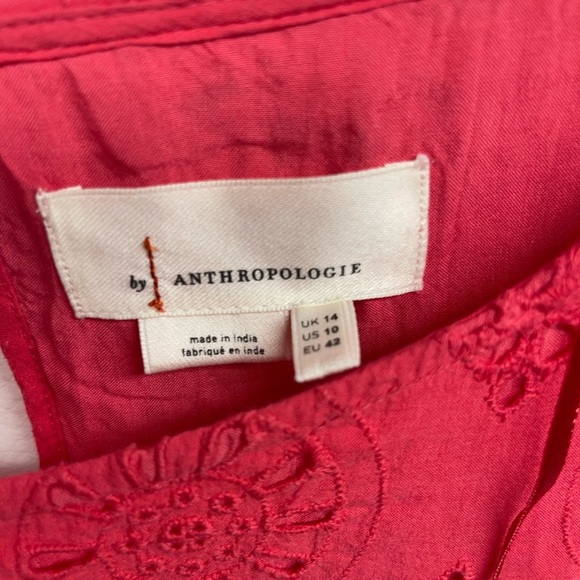 by ANTHROPOLOGIE
made in India
fabriqué en inde
UK 14
US 10
EU 42